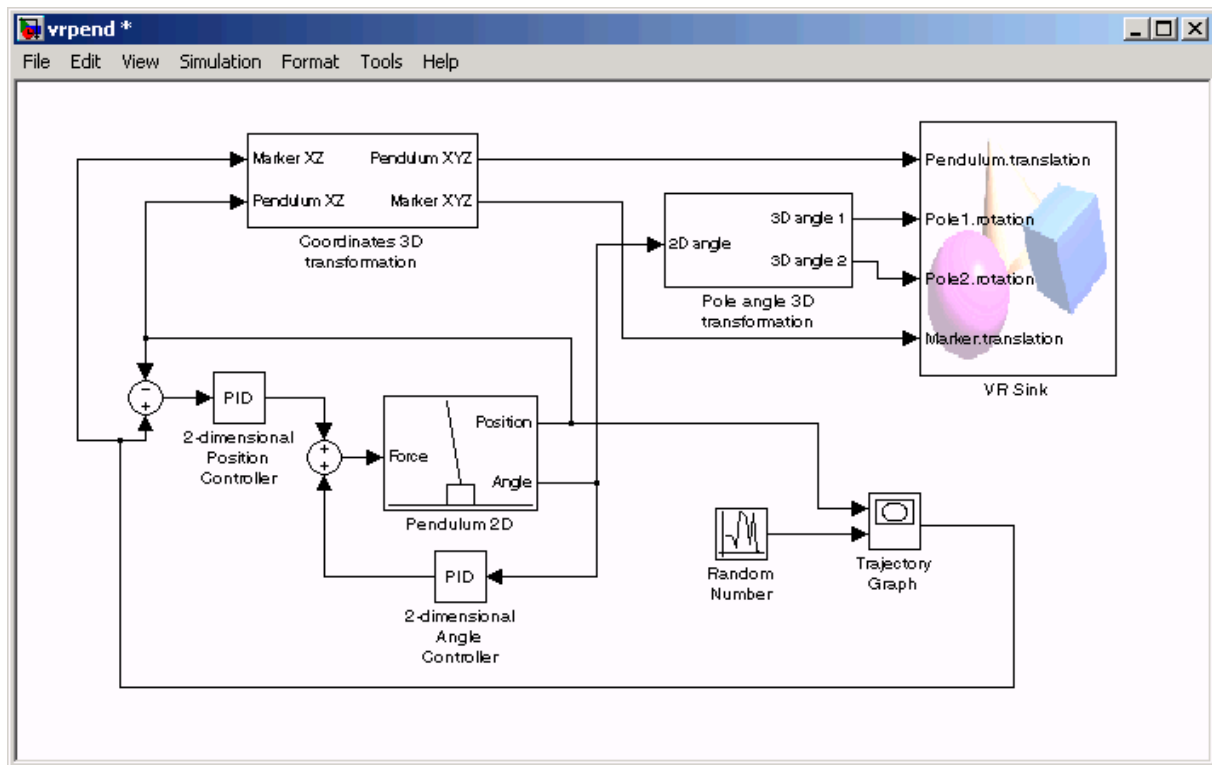 vrpend *
File Edit View Simulation Format Tools Help
Marker XZ
Pendulum XYZ
Pendulum XZ
Marker XYZ
Coordinates 3D
transformation
2D angle
3D angle 1
3D angle 2
Pole angle 3D
transformation
Pendulum.translation
Pole1.rotation
Pole2.rotation
Marker.translation
VR Sink
−
+
PID
2-dimensional
Position
Controller
+
+
Force
Position
Angle
Pendulum 2D
PID
2-dimensional
Angle
Controller
Random
Number
Trajectory
Graph